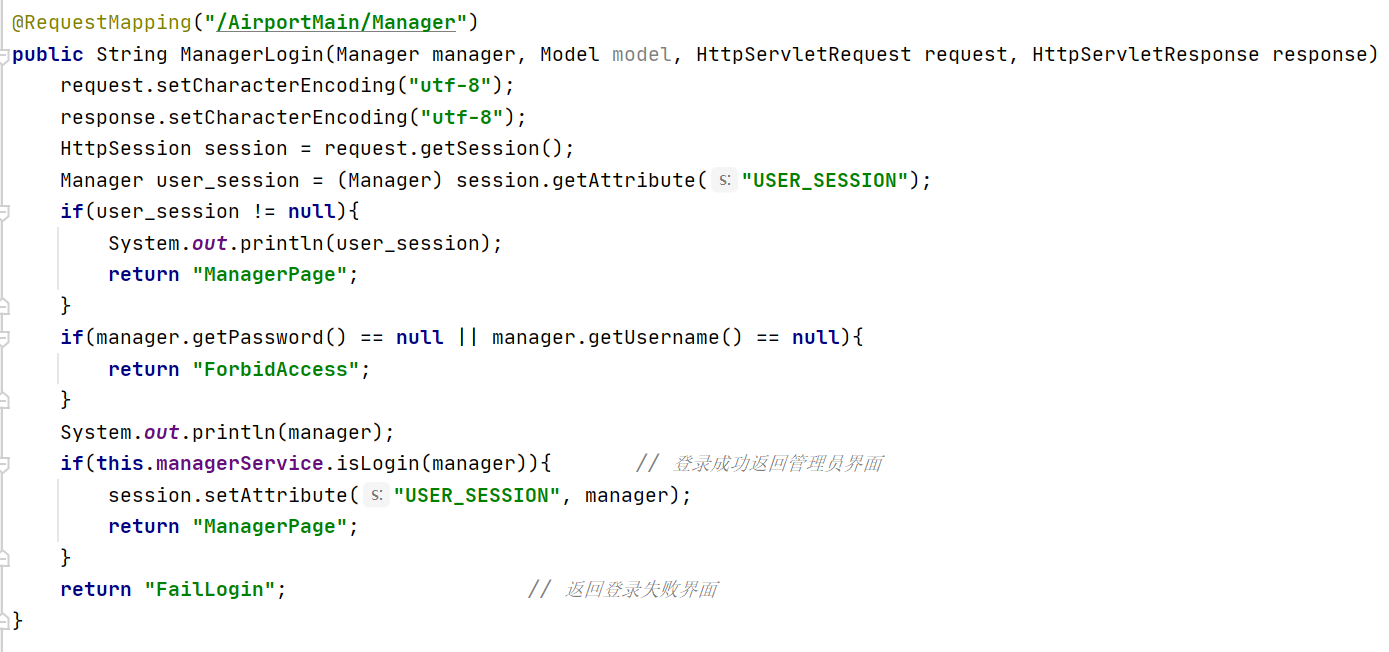 @RequestMapping("/AirportMain/Manager")
public String ManagerLogin(Manager manager, Model model, HttpServletRequest request, HttpServletResponse response)
request.setCharacterEncoding("utf-8");
response.setCharacterEncoding("utf-8");
HttpSession session = request.getSession();
Manager user_session = (Manager) session.getAttribute( s: "USER_SESSION");
if(user_session != null){
System.out.println(user_session);
return "ManagerPage";
}
if(manager.getPassword() == null || manager.getUsername() == null){
return "ForbidAccess";
}
System.out.println(manager);
if(this.managerService.isLogin(manager)){ // 登录成功返回管理员界面
session.setAttribute( s: "USER_SESSION", manager);
return "ManagerPage";
}
return "FailLogin"; // 返回登录失败界面
}